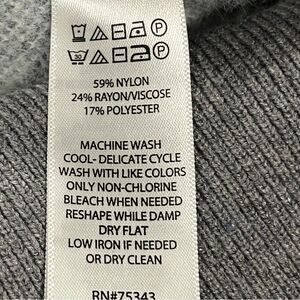 59% NYLON
24% RAYON/VISCOSE
17% POLYESTER
MACHINE WASH
COOL- DELICATE CYCLE
WASH WITH LIKE COLORS
ONLY NON-CHLORINE
BLEACH WHEN NEEDED
RESHAPE WHILE DAMP
DRY FLAT
LOW IRON IF NEEDED
OR DRY CLEAN
RN#75343